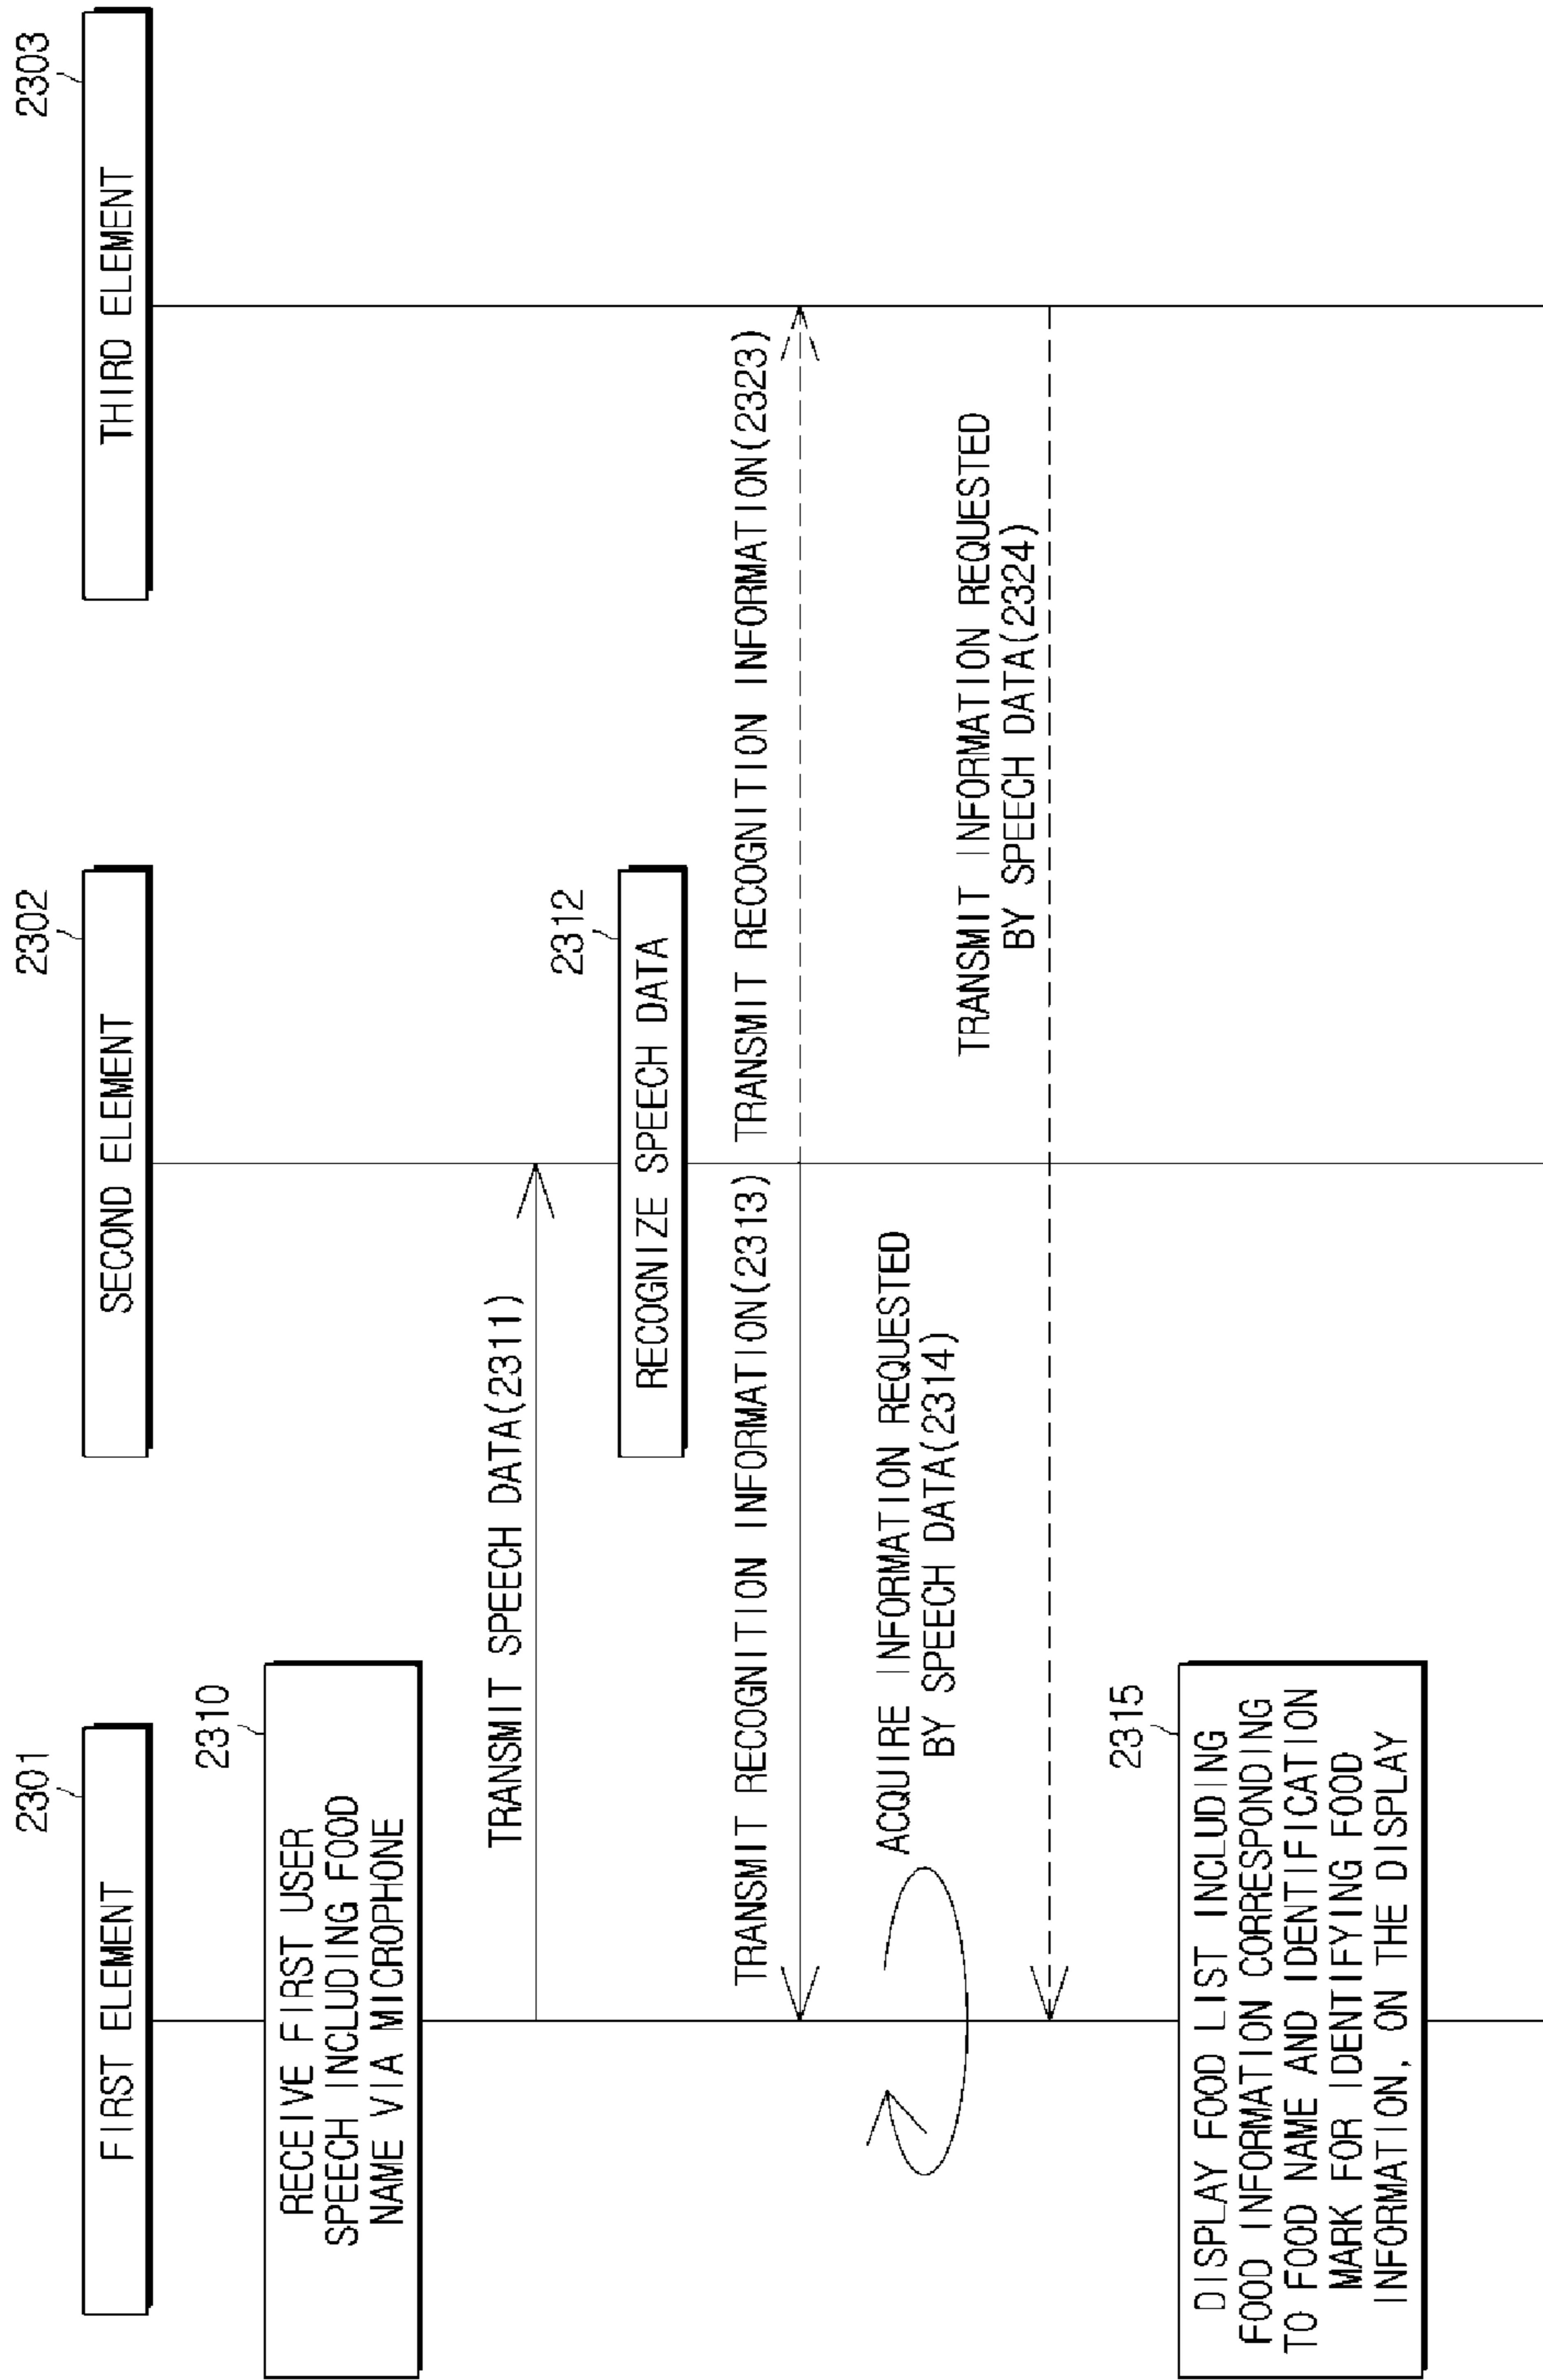 2301
FIRST ELEMENT
2302
SECOND ELEMENT
2303
THIRD ELEMENT
2310
RECEIVE FIRST USER
SPEECH INCLUDING FOOD
NAME VIA MICROPHONE
TRANSMIT SPEECH DATA(2311)
2312
RECOGNIZE SPEECH DATA
TRANSMIT RECOGNITION INFORMATION(2313)
TRANSMIT RECOGNITION INFORMATION(2323)
ACQUIRE INFORMATION REQUESTED
BY SPEECH DATA(2314)
TRANSMIT INFORMATION REQUESTED
BY SPEECH DATA(2324)
2315
DISPLAY FOOD LIST INCLUDING
FOOD INFORMATION CORRESPONDING
TO FOOD NAME AND IDENTIFICATION
MARK FOR IDENTIFYING FOOD
INFORMATION, ON THE DISPLAY